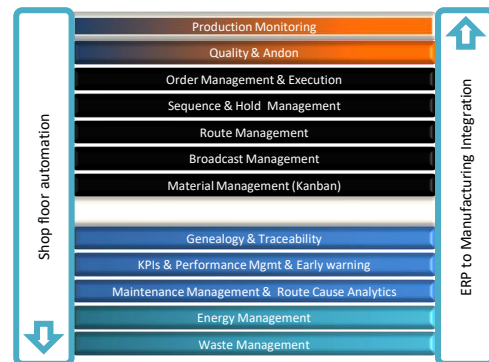 Shop floor automation
Production Monitoring
Quality & Andon
Order Management & Execution
Sequence & Hold Management
Route Management
Broadcast Management
Material Management (Kanban)
Genealogy & Traceability
KPIs & Performance Mgmt & Early warning
Maintenance Management & Route Cause Analytics
Energy Management
Waste Management
ERP to Manufacturing Integration